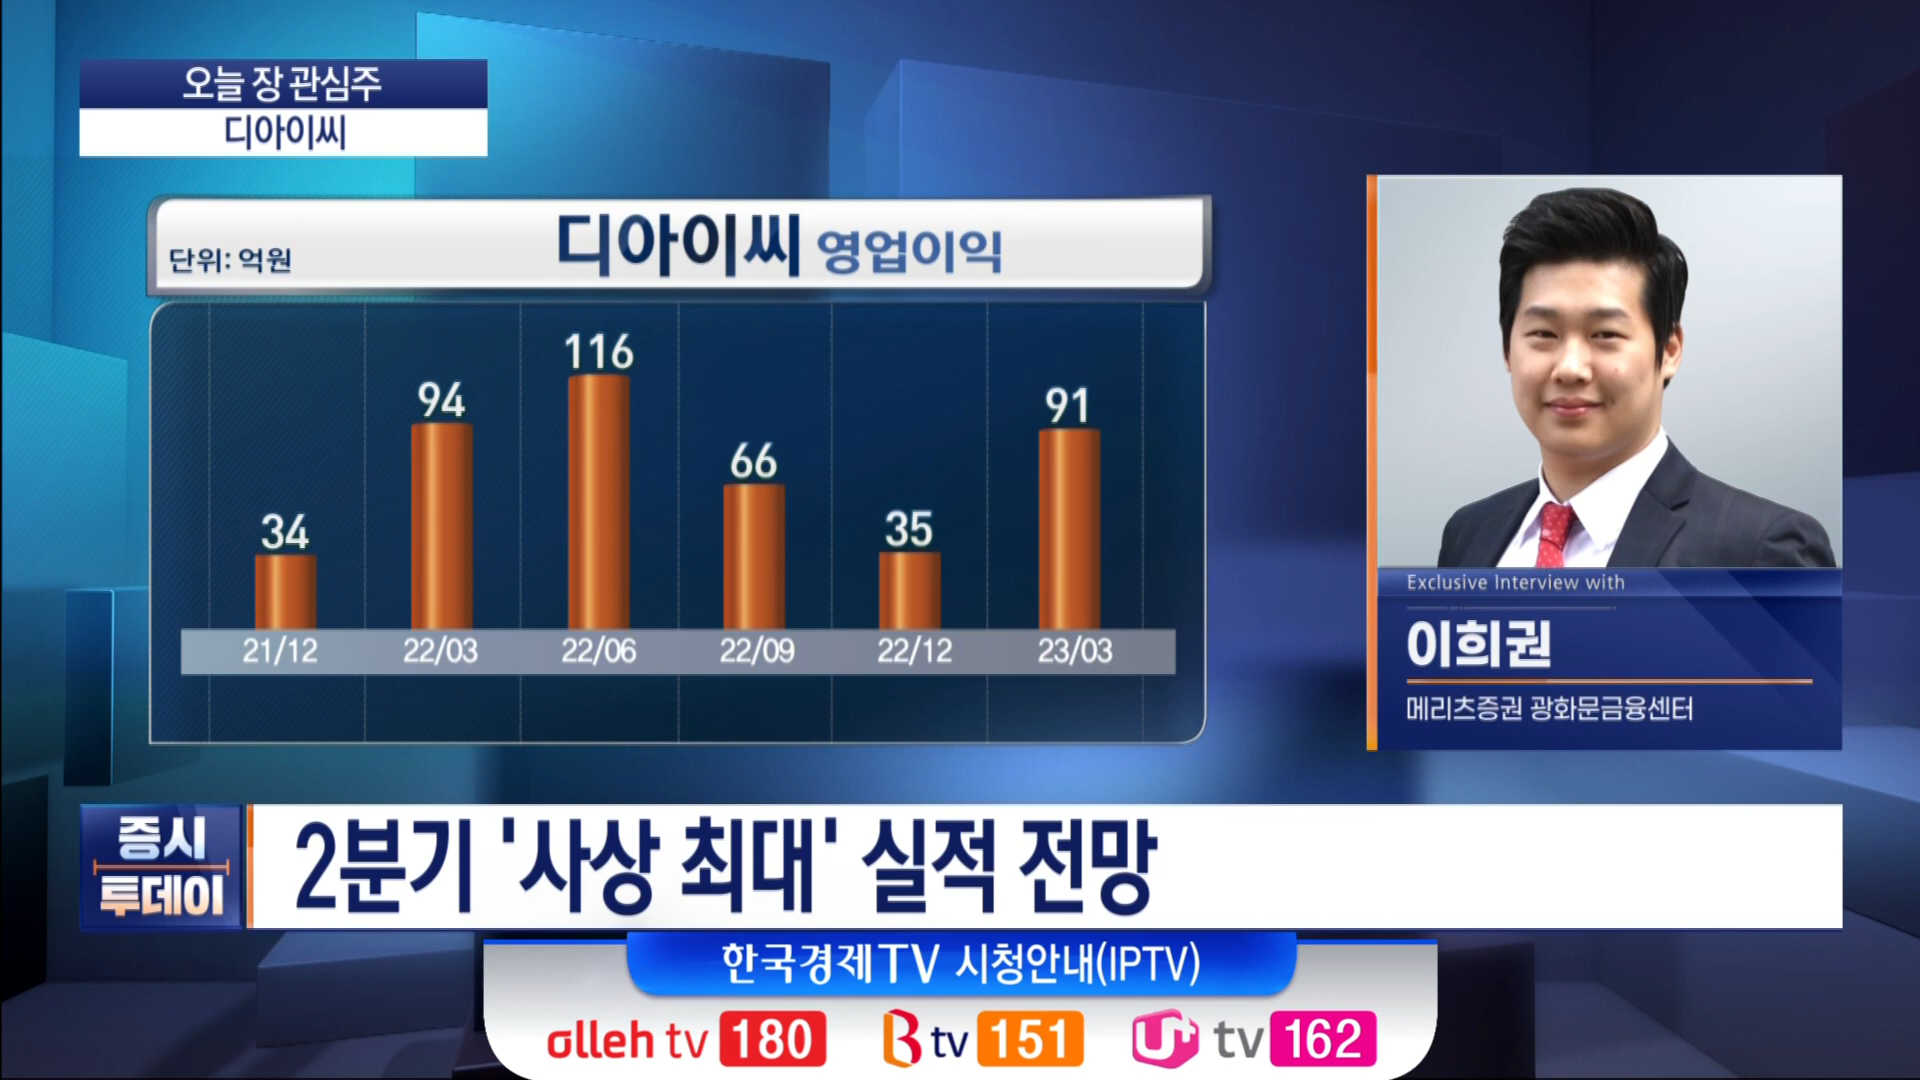 오늘 장 관심주
디아이씨
단위: 억원
디아이씨 영업이익
34
94
116
66
35
91
21/12
22/03
22/06
22/09
22/12
23/03
Exclusive Interview with
이희권
메리츠증권 광화문금융센터
증시
투데이
2분기 '사상 최대' 실적 전망
한국경제TV 시청안내(IPTV)
olleh tv 180
B tv 151
U+ tv 162